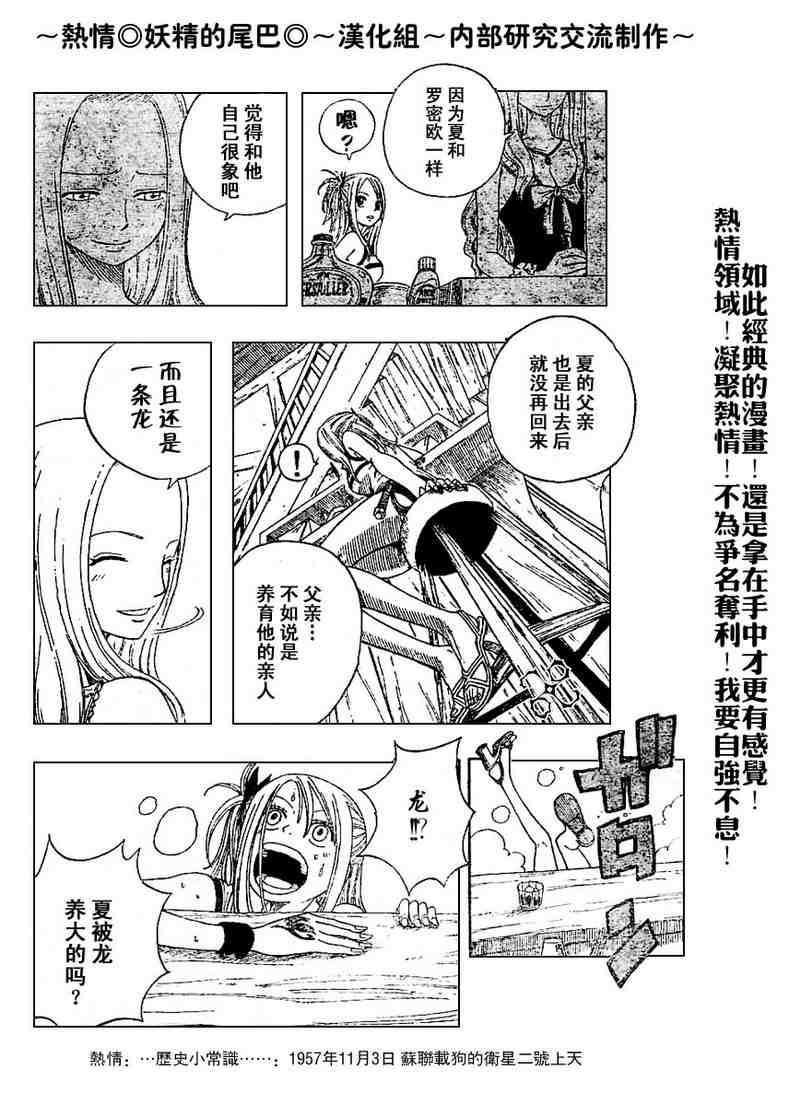 ～熱情◎妖精的尾巴◎～漢化組～内部研究交流制作～
因为夏和
罗密欧一样
嗯?
觉得和他
自己很象吧
夏的父亲
也是出去后
就没再回来
!
父亲…
不如说是
养育他的亲人
而且还是
一条龙
ガタロッ
龙
!!!?
夏被龙
养大的吗?
如此經典的漫畫！還是拿在手中才更有感覺！
熱情領域！凝聚熱情！不為爭名奪利！我要自強不息！
熱情：…歷史小常識……：1957年11月3日 蘇聯載狗的衛星二號上天